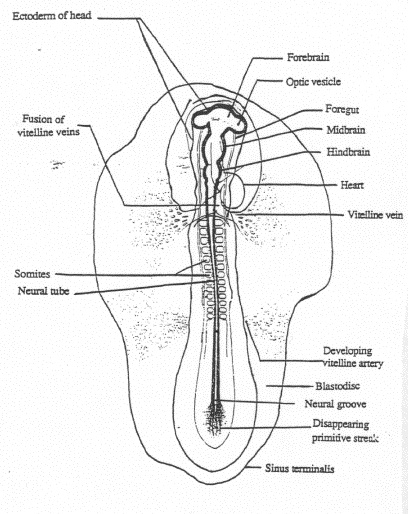 Ectoderm of head
Forebrain
Optic vesicle
Fusion of
vitelline veins
Foregut
Midbrain
Hindbrain
Heart
Vitelline vein
Somites
Neural tube
Developing
vitelline artery
Blastodisc
Neural groove
Disappearing
primitive streak
Sinus terminalis